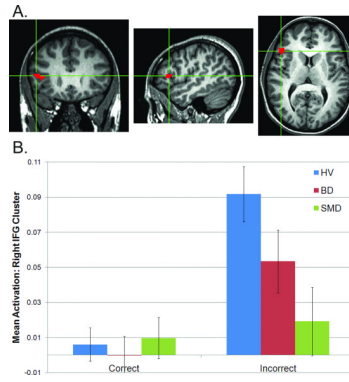 A.
B.
Mean Activation: Right IFG Cluster
0.11
0.09
0.07
0.05
0.03
0.01
-0.01
HV
BD
SMD
Correct
Incorrect